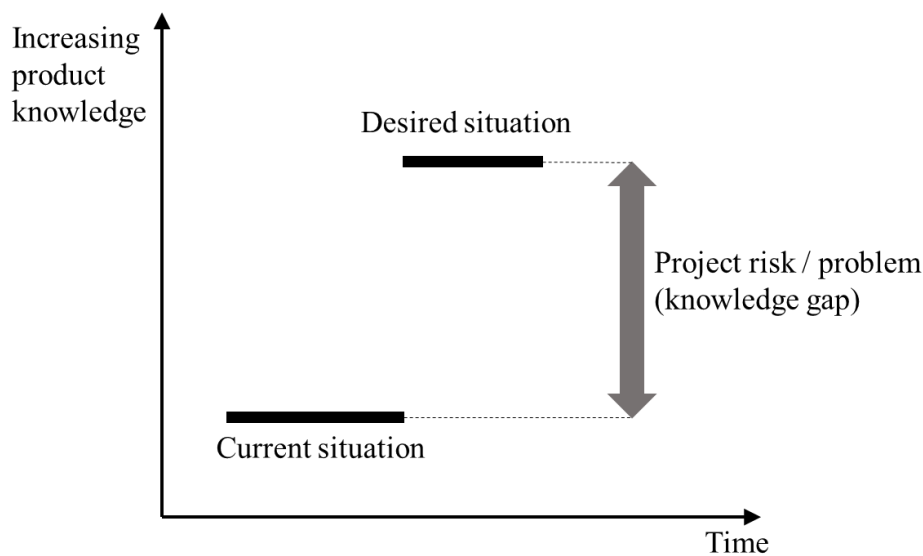 Increasing
product
knowledge
Desired situation
Project risk / problem
(knowledge gap)
Current situation
Time